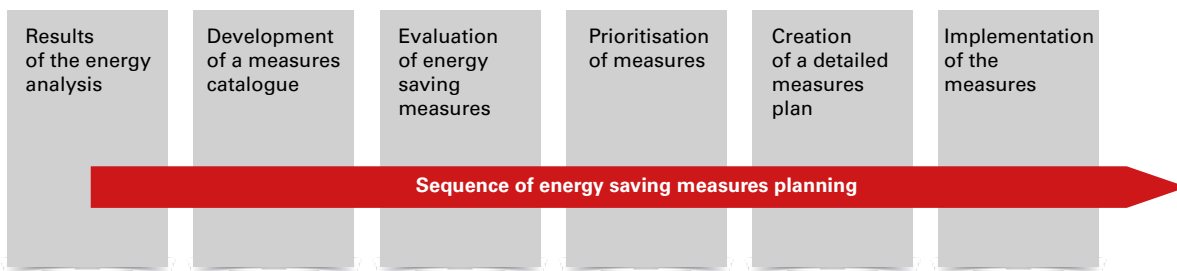 Results
of the energy
analysis
Development
of a measures
catalogue
Evaluation
of energy
saving
measures
Prioritisation
of measures
Creation
of a detailed
measures
plan
Implementation
of the
measures
Sequence of energy saving measures planning